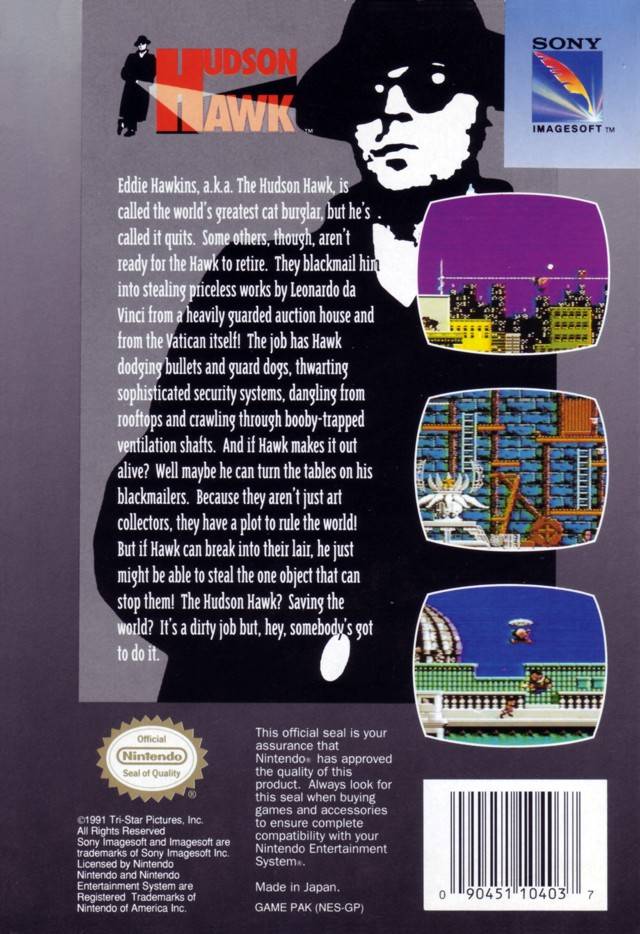 HUDSON
HAWK™
SONY
IMAGESOFT™
Eddie Hawkins, a.k.a. The Hudson Hawk, is
called the world's greatest cat burglar, but he's
called it quits. Some others, though, aren't
ready for the Hawk to retire. They blackmail him
into stealing priceless works by Leonardo da
Vinci from a heavily guarded auction house and
from the Vatican itself! The job has Hawk
dodging bullets and guard dogs, thwarting
sophisticated security systems, dangling from
rooftops and crawling through booby-trapped
ventilation shafts. And if Hawk makes it out
alive? Well maybe he can turn the tables on his
blackmailers. Because they aren't just art
collectors, they have a plot to rule the world!
But if Hawk can break into their lair, he just
might be able to steal the one object that can
stop them! The Hudson Hawk? Saving the
world? It's a dirty job but, hey, somebody's got
to do it.
Official
Nintendo
Seal of Quality
®
©1991 Tri-Star Pictures, Inc.
All Rights Reserved
Sony Imagesoft and Imagesoft are
trademarks of Sony Imagesoft Inc.
Licensed by Nintendo
Nintendo and Nintendo
Entertainment System are
Registered Trademarks of
Nintendo of America Inc.
This official seal is your
assurance that
Nintendo® has approved
the quality of this
product. Always look for
this seal when buying
games and accessories
to ensure complete
compatibility with your
Nintendo Entertainment
System®.
Made in Japan.
GAME PAK (NES-GP)
0 90451 10403 7